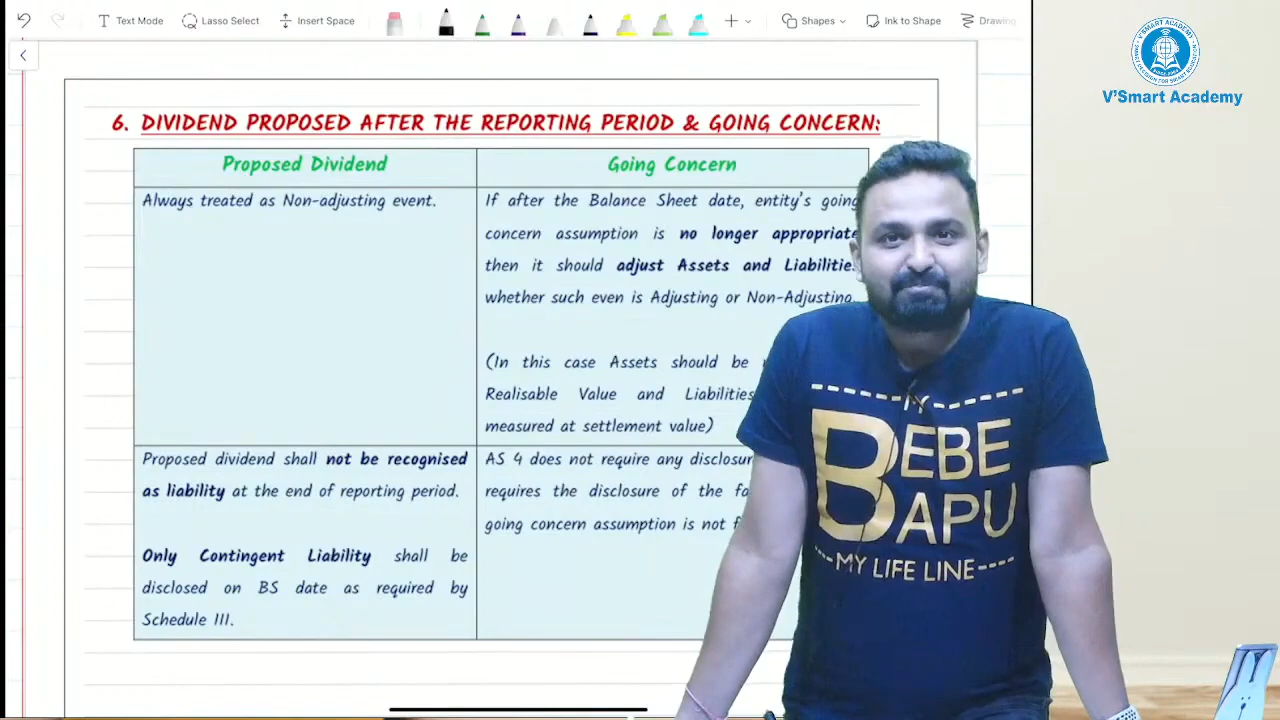 Text Mode
Lasso Select
Insert Space
Shapes
Ink to Shape
Drawing
V'SMART ACADEMY
V'Smart Academy
6. DIVIDEND PROPOSED AFTER THE REPORTING PERIOD & GOING CONCERN:
Proposed Dividend
Going Concern
Always treated as Non-adjusting event.
If after the Balance Sheet date, entity's going
concern assumption is no longer appropriate
then it should adjust Assets and Liabilitie
whether such even is Adjusting or Non-Adjusting.
(In this case Assets should be
Realisable Value and Liabilities
measured at settlement value)
Proposed dividend shall not be recognised
as liability at the end of reporting period.
Only Contingent Liability shall be
disclosed on BS date as required by
Schedule III.
AS 4 does not require any disclosur
requires the disclosure of the fa
going concern assumption is not f
MY
BEBE
BAPU
MY LIFE LINE